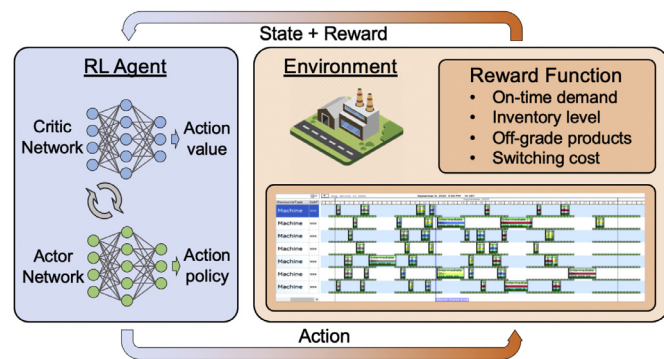 State + Reward
RL Agent
Critic
Network
Action
value
Actor
Network
Action
policy
Environment
Reward Function
• On-time demand
• Inventory level
• Off-grade products
• Switching cost
Machine
Machine
Machine
Machine
Machine
Machine
Machine
Action